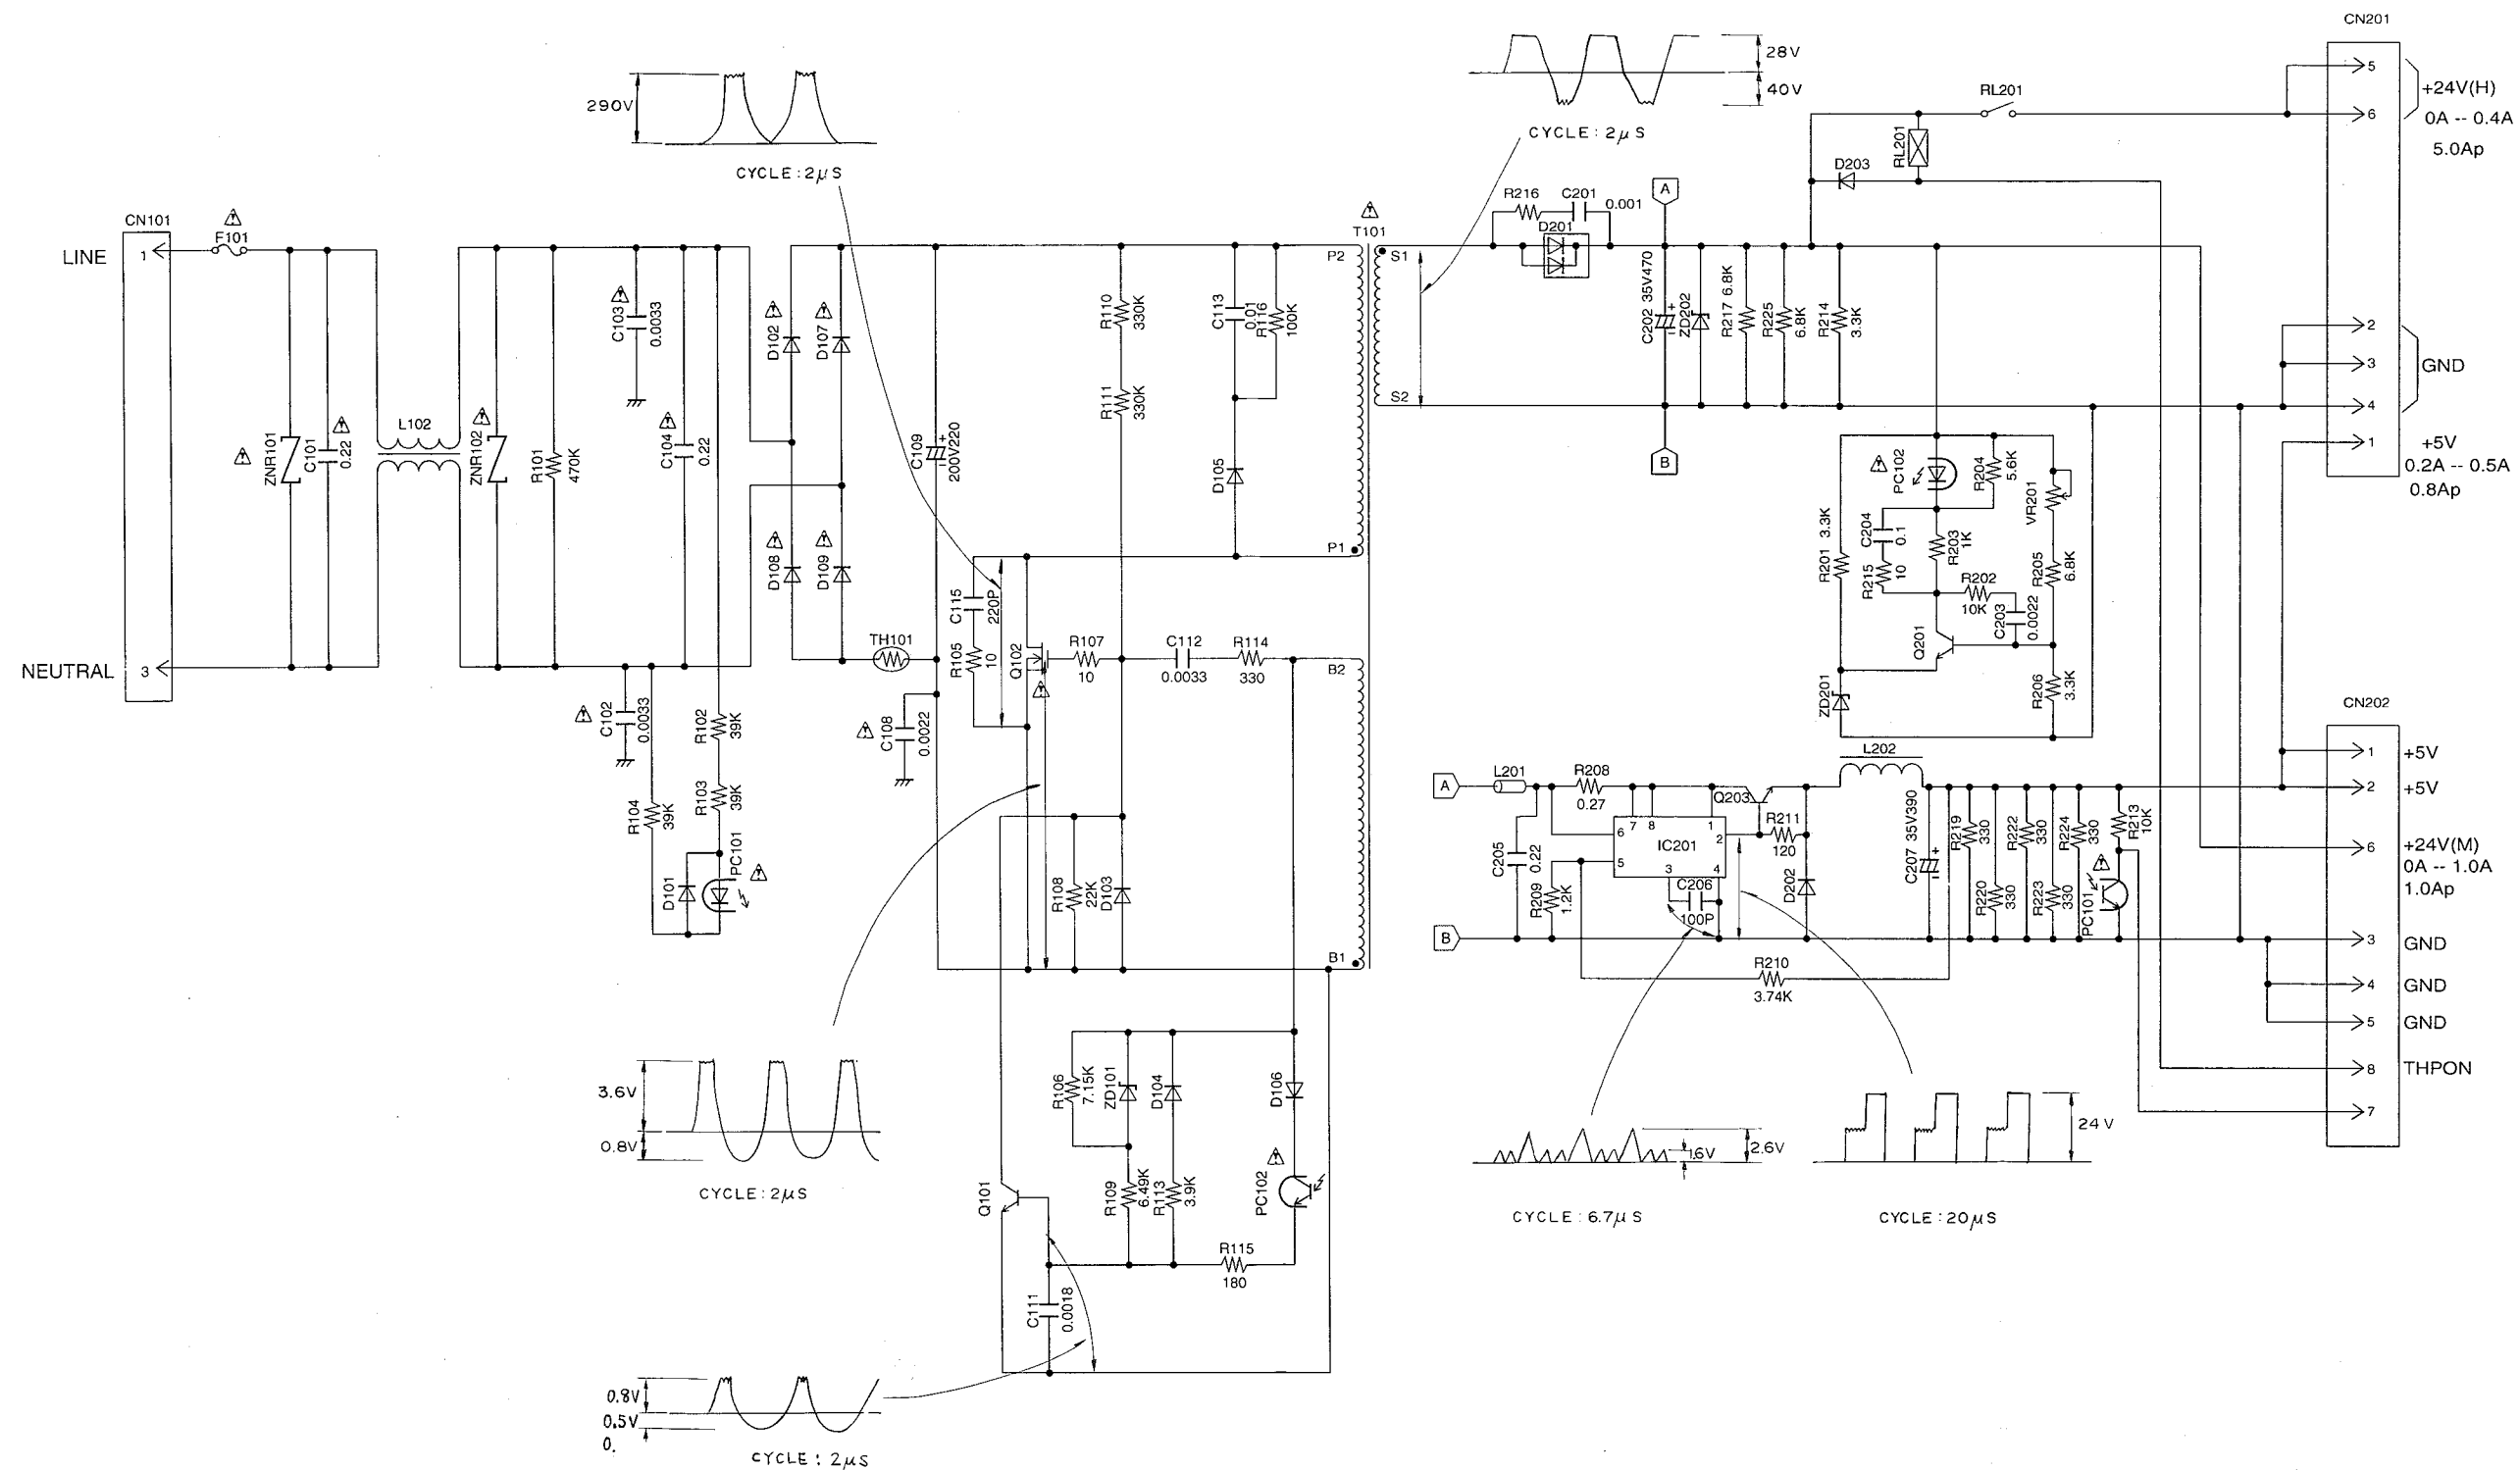 CN201
5
+24V(H)
6
0A -- 0.4A
5.0Ap
2
3
GND
4
1
+5V
0.2A -- 0.5A
0.8Ap
RL201
RL201
D203
28V
40V
CYCLE:2μS
290V
CYCLE:2μS
CN101
LINE
1
F101
NEUTRAL
3
ZNR101
C101
0.22
L102
ZNR102
R101
470K
C103
0.0033
C104
0.22
D102
D107
D108
D109
C102
0.0033
R102
39K
R103
39K
R104
39K
D101
PC101
TH101
C109
200V220
C108
0.0022
C115
220P
R105
10
Q102
R107
10
R110
330K
R111
330K
C113
0.01
R116
100K
D105
C112
0.0033
R114
330
R108
22K
D103
T101
P2
P1
B2
B1
S1
S2
R216
C201
0.001
D201
A
B
C202 35V470
ZD202
R217 6.8K
R225
6.8K
R214
3.3K
PC102
R204
5.6K
VR201
R201 3.3K
C204
0.1
R203
1K
R215
10
R202
10K
C203
0.0022
R205
6.8K
Q201
R206
3.3K
ZD201
CN202
1
+5V
2
+5V
6
+24V(M)
0A -- 1.0A
1.0Ap
3
GND
4
GND
5
GND
8
THPON
7
A
L201
R208
0.27
Q203
L202
7
8
1
6
2
IC201
5
3
4
C205
0.22
R209
1.2K
C206
100P
R211
120
D202
C207 35V390
R219
330
R220
330
R222
330
R223
330
R224
330
R213
10K
PC101
B
R210
3.74K
3.6V
0.8V
CYCLE:2μS
R106
7.15K
ZD101
D104
D106
R109
6.49K
R113
3.9K
PC102
Q101
R115
180
C111
0.0018
1.6V
2.6V
CYCLE:6.7μS
24V
CYCLE:20μS
0.8V
0.5V
0.
CYCLE:2μS